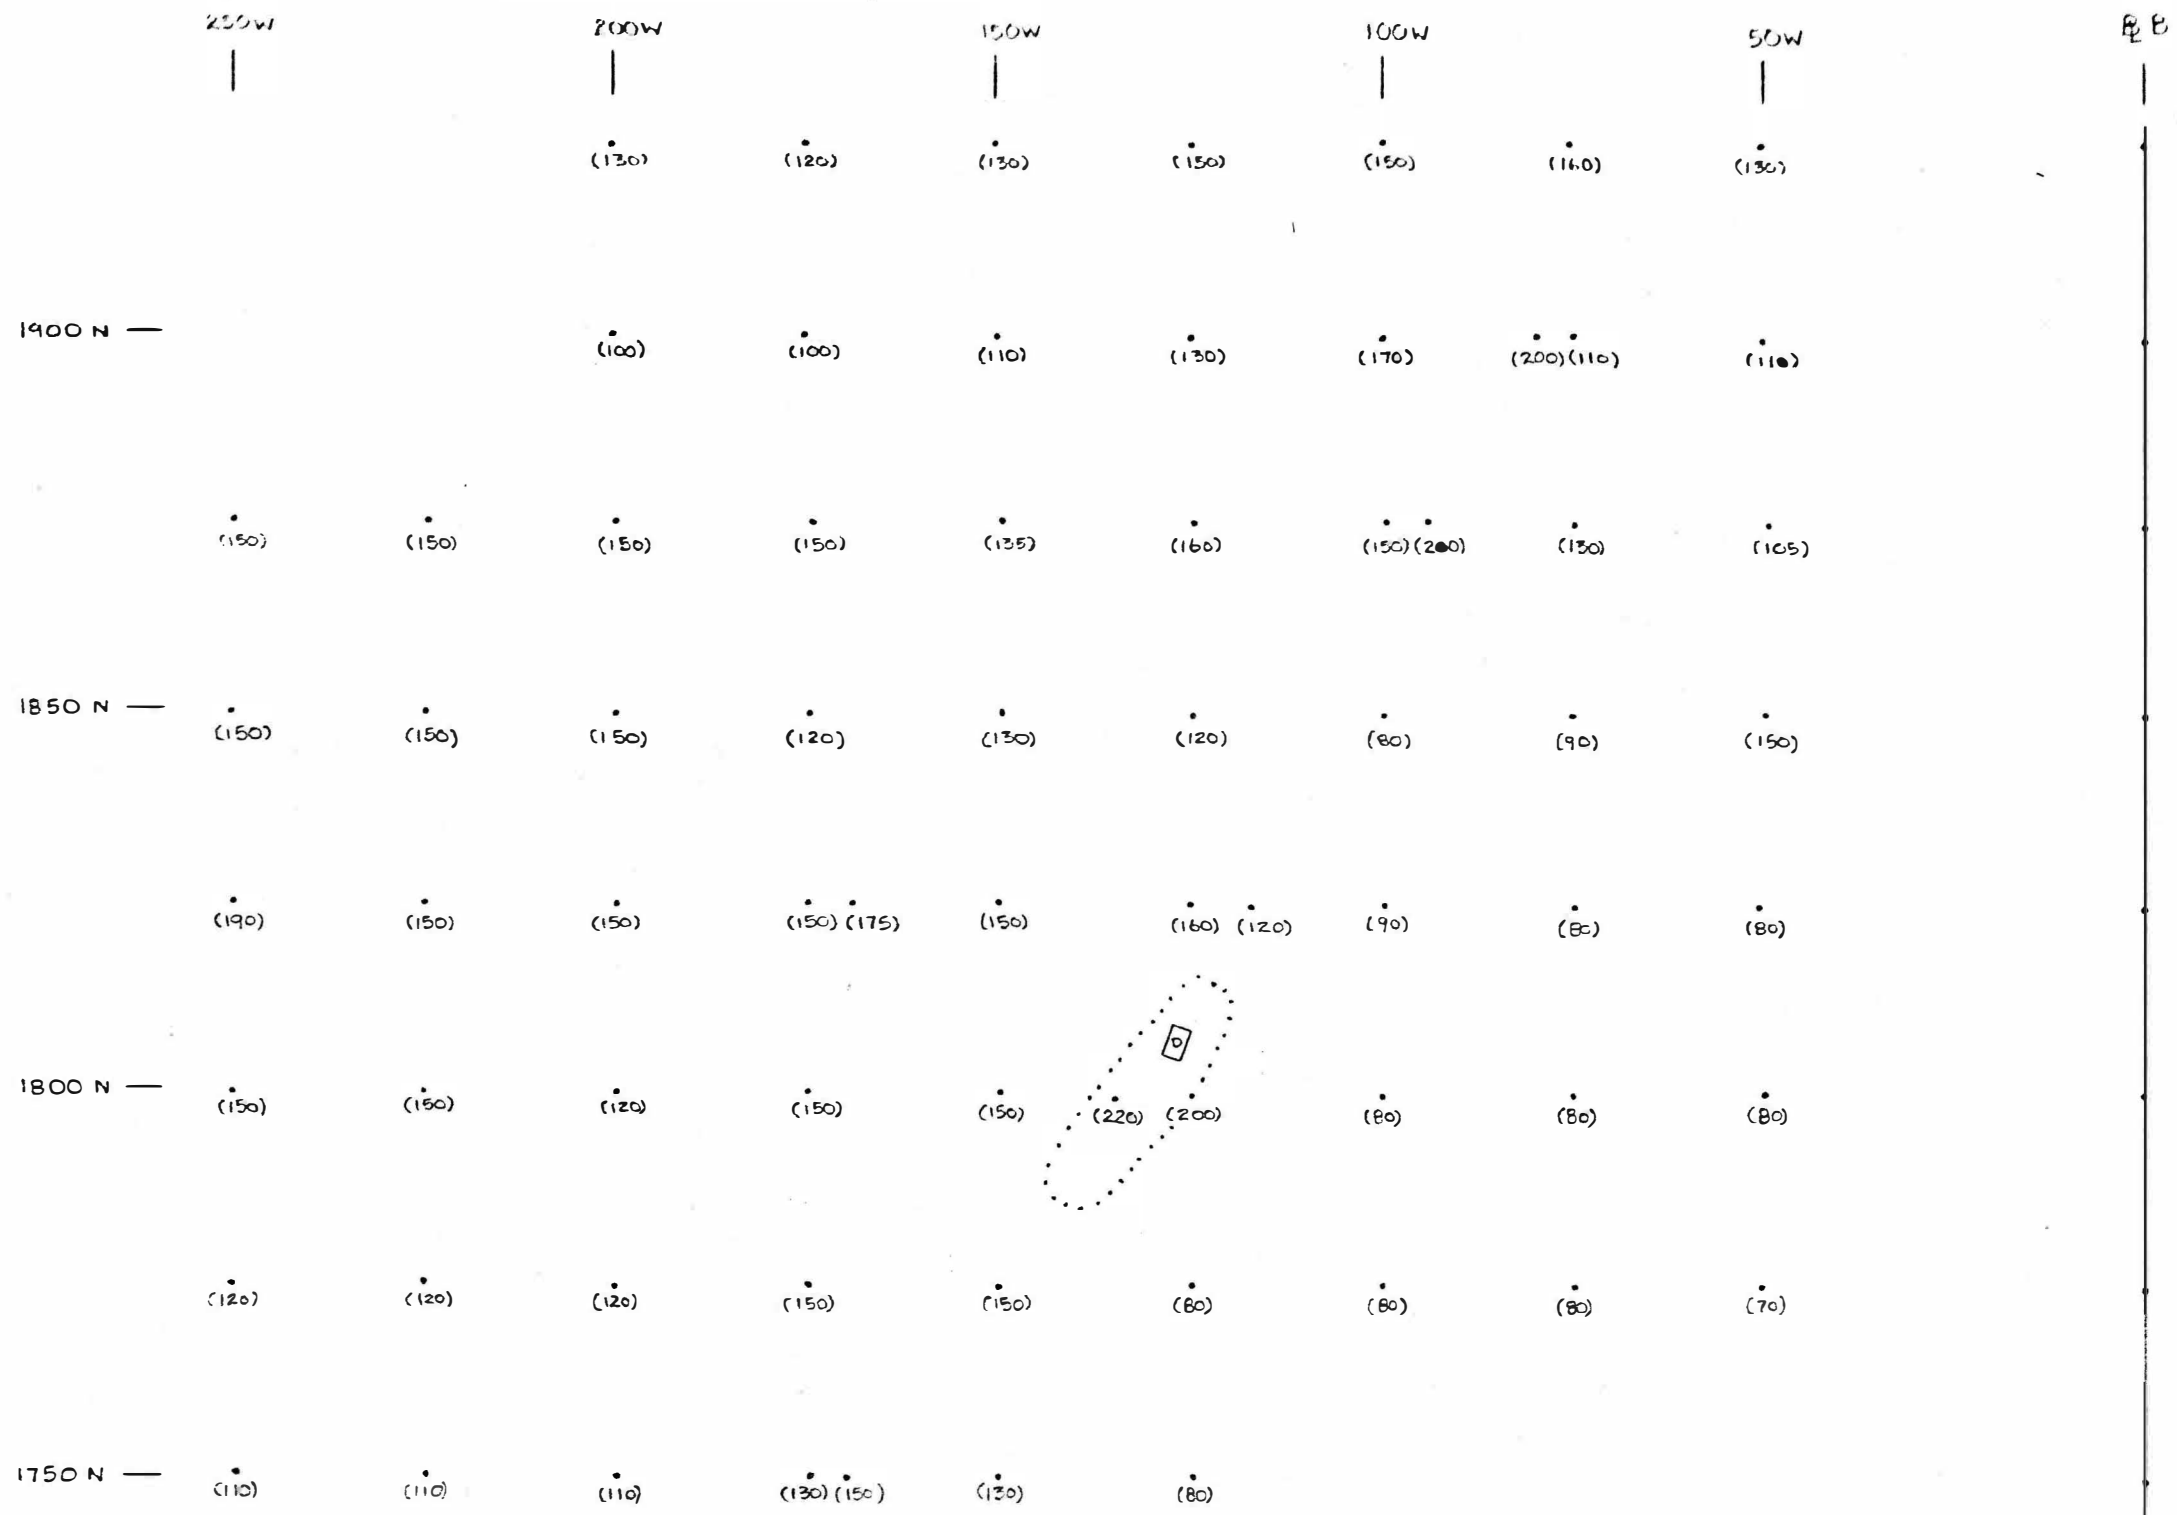 250W 200W 150W 100W 50W BL B
(130) (120) (130) (150) (150) (160) (130)
1900 N
(100) (100) (110) (130) (170) (200) (110) (110)
(150) (150) (150) (150) (135) (160) (150) (200) (130) (105)
1850 N
(150) (150) (150) (120) (130) (120) (80) (90) (150)
(190) (150) (150) (150) (175) (150) (160) (120) (90) (80) (80)
1800 N
(150) (150) (120) (150) (150) (220) (200) (80) (80) (80)
(120) (120) (120) (150) (150) (80) (80) (80) (70)
1750 N
(110) (110) (110) (130) (150) (130) (80)